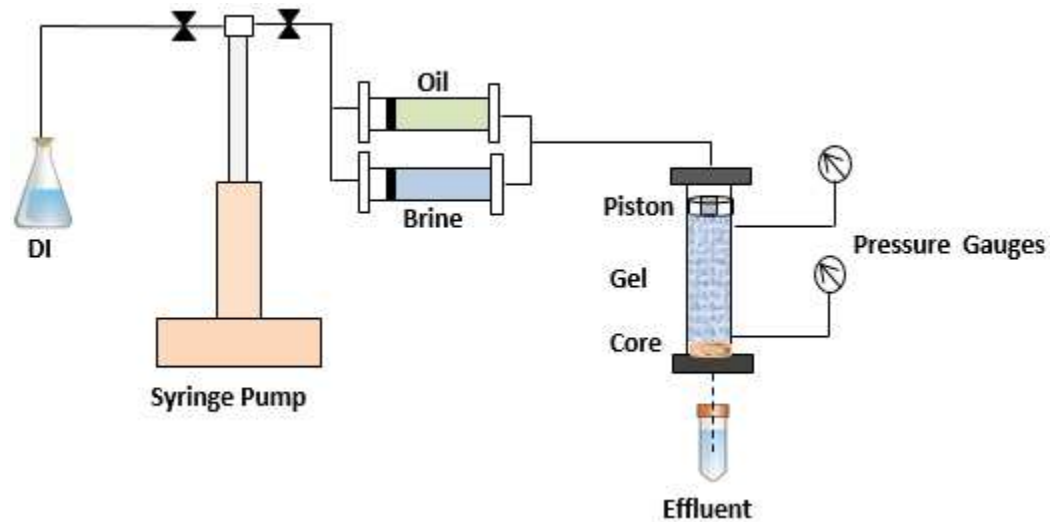 Oil
Brine
DI
Syringe Pump
Piston
Gel
Core
Pressure Gauges
Effluent